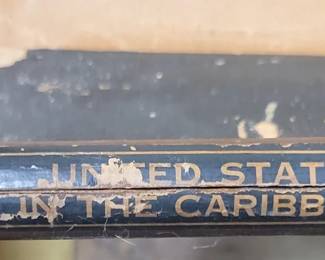 UNITED STAT
IN THE CARIBB